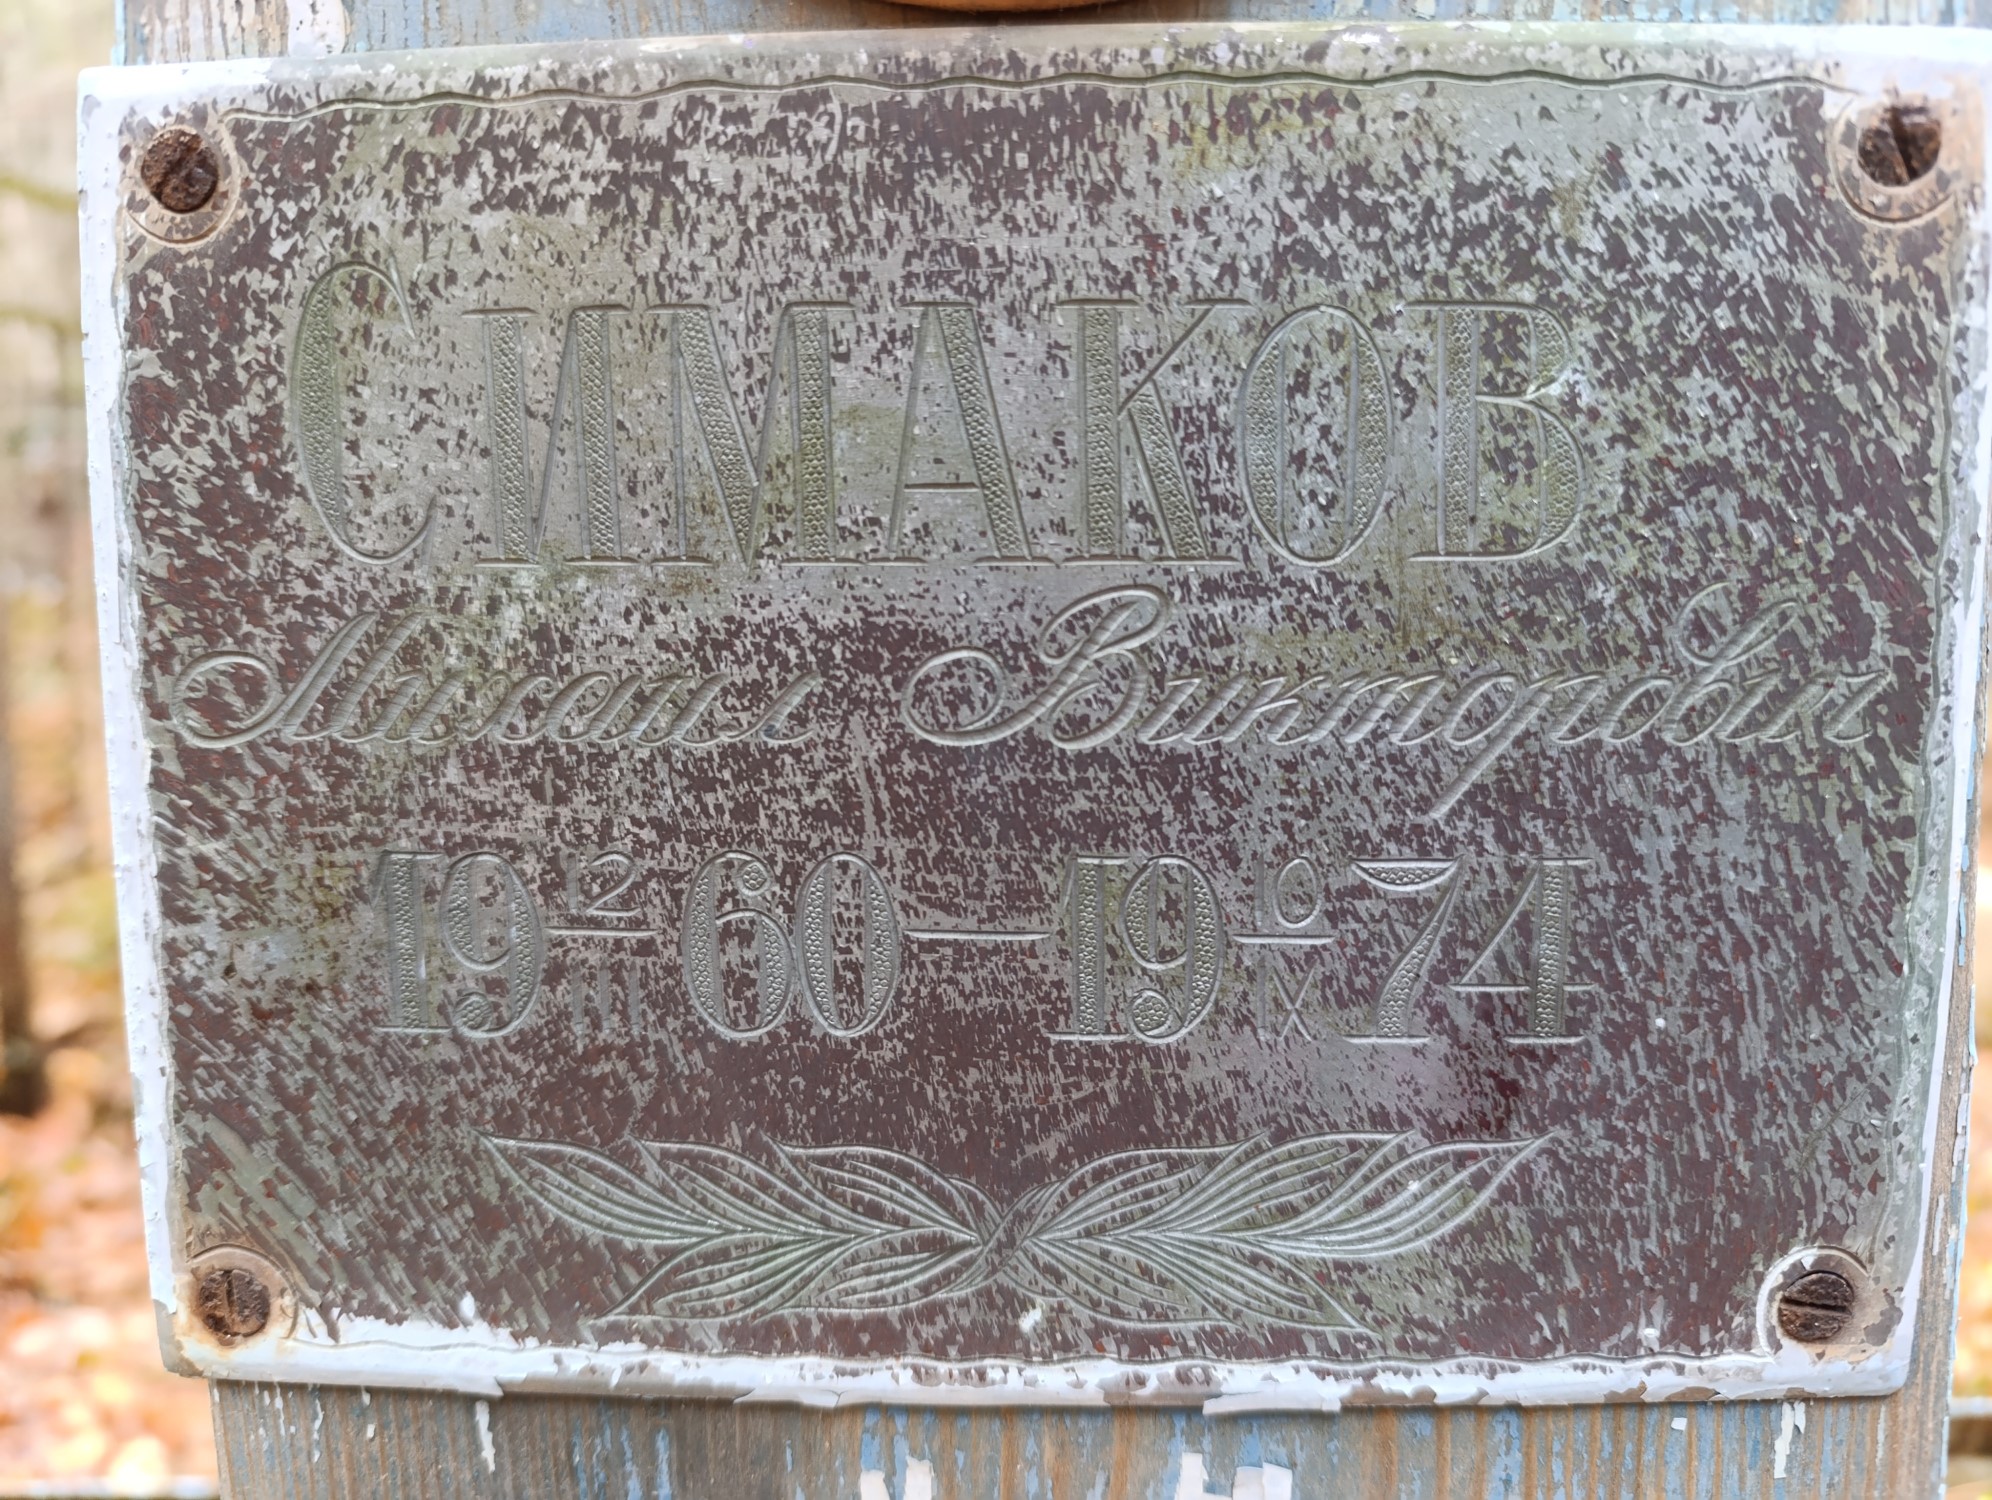 Симаков
Михаил Викторович
19 12/III 60 — 19 10/IX 74